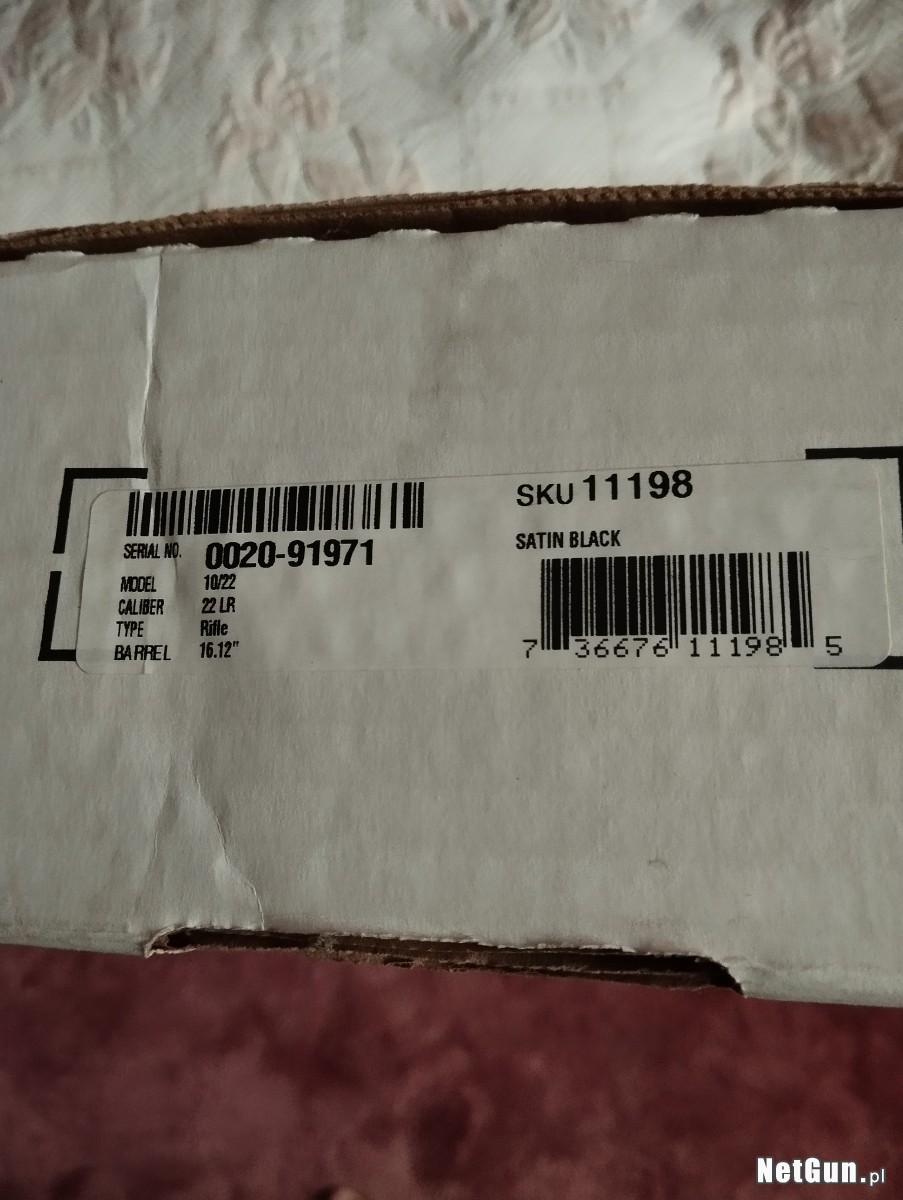 SERIAL NO. 0020-91971
MODEL 10/22
CALIBER 22 LR
TYPE Rifle
BARREL 16.12"
SKU 11198
SATIN BLACK
7 36676 11198 5
NetGun.pl